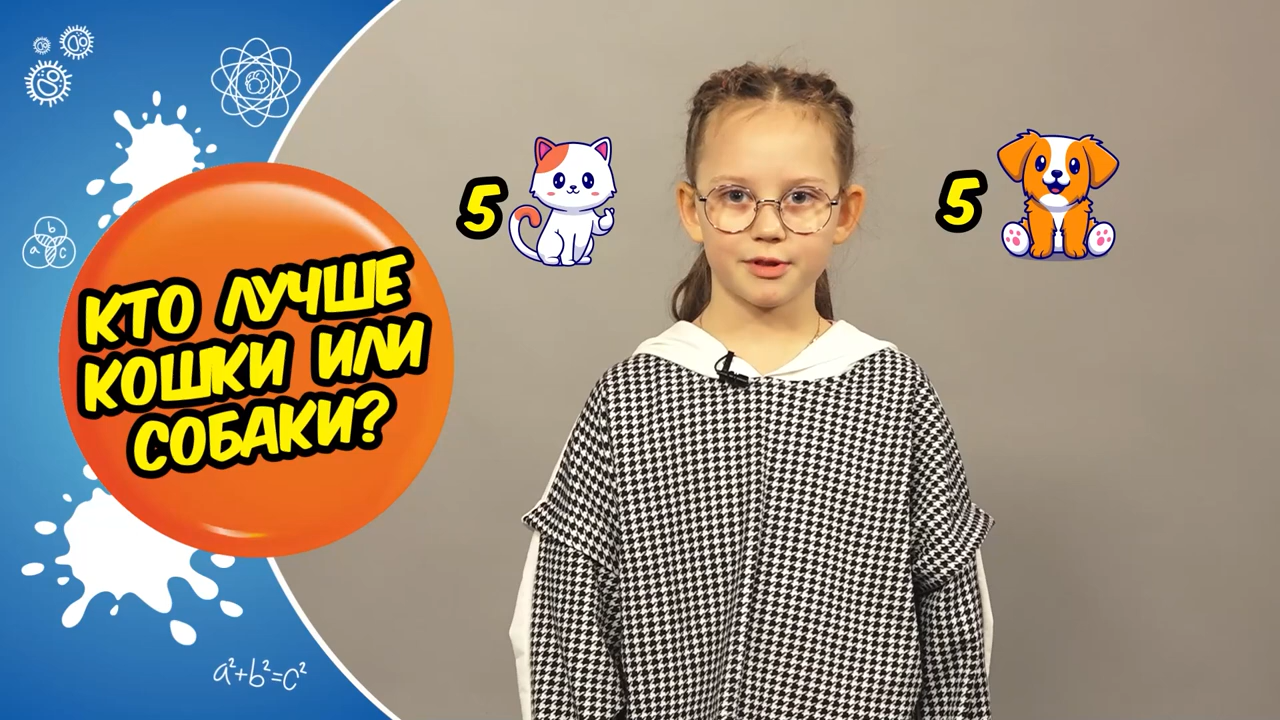 КТО ЛУЧШЕ
КОШКИ ИЛИ
СОБАКИ?
5
5
b
a c
a²+b²=c²